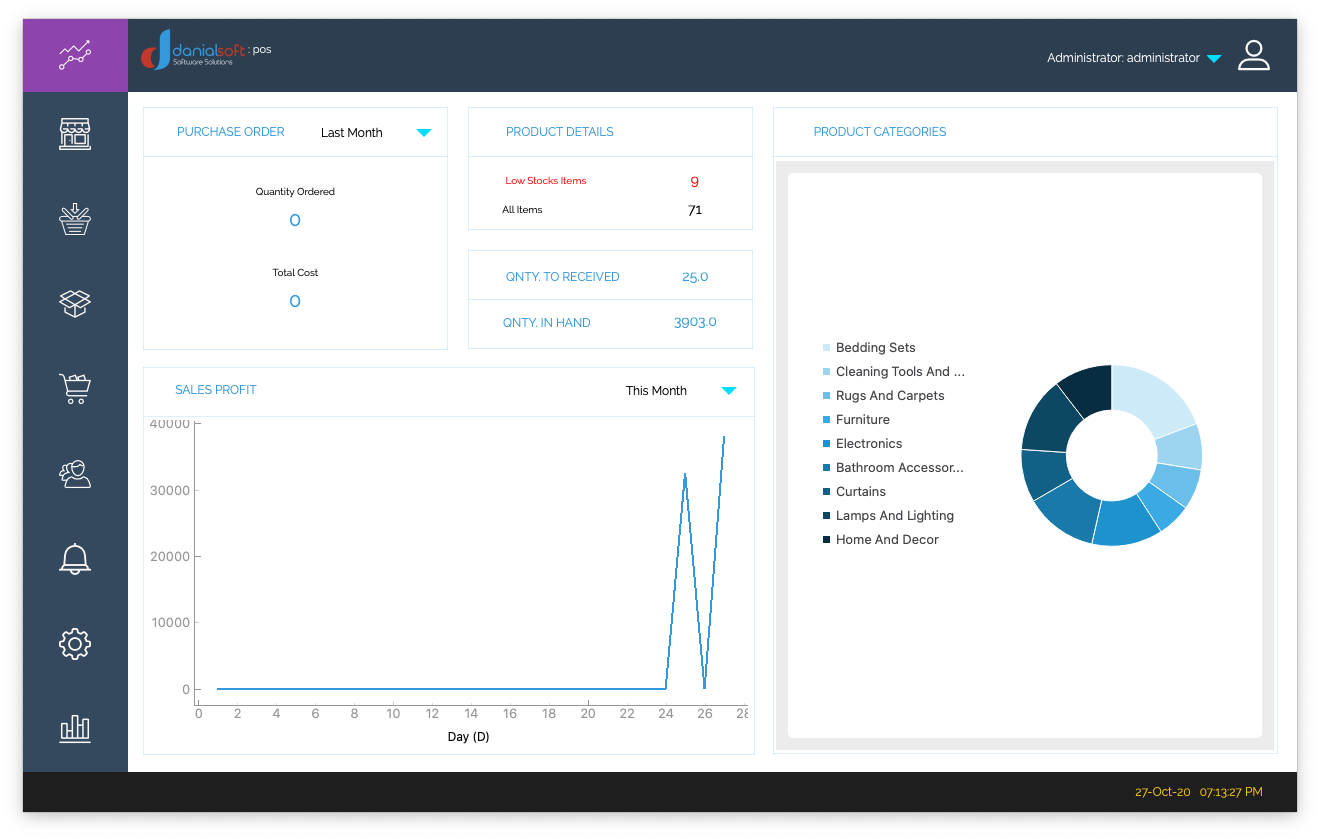 danialsoft : pos
Software Solutions
Administrator: administrator
PURCHASE ORDER
Last Month
Quantity Ordered
0
Total Cost
0
PRODUCT DETAILS
Low Stocks Items 9
All Items 71
QNTY. TO RECEIVED 25.0
QNTY. IN HAND 3903.0
PRODUCT CATEGORIES
Bedding Sets
Cleaning Tools And ...
Rugs And Carpets
Furniture
Electronics
Bathroom Accessor...
Curtains
Lamps And Lighting
Home And Decor
SALES PROFIT
This Month
40000
30000
20000
10000
0
0 2 4 6 8 10 12 14 16 18 20 22 24 26 28
Day (D)
27-Oct-20 07:13:27 PM